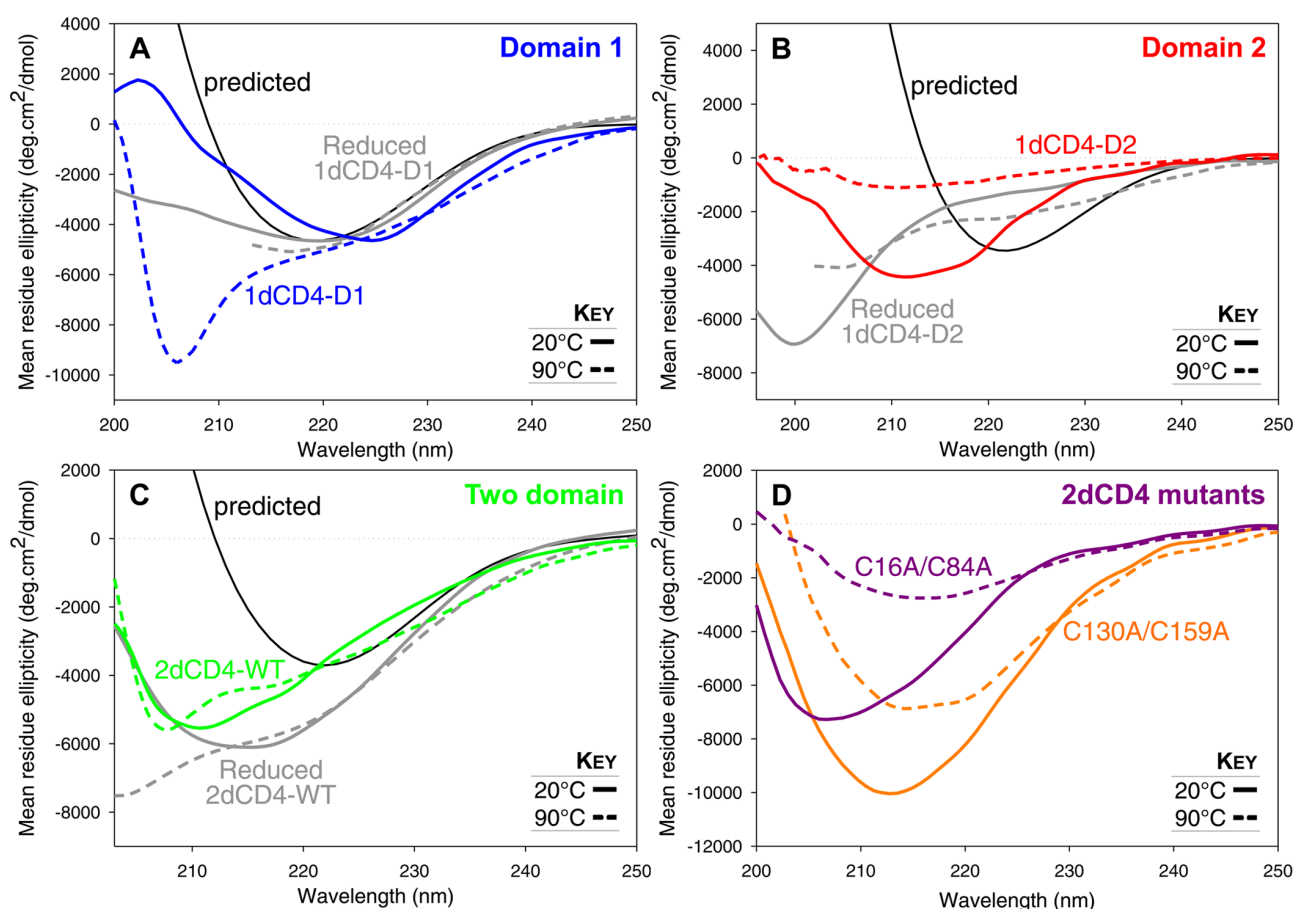 A
Domain 1
predicted
Reduced
1dCD4-D1
1dCD4-D1
KEY
20°C
90°C
4000
2000
0
-2000
-4000
-6000
-8000
-10000
Mean residue ellipticity (deg.cm2/dmol)
200
210
220
230
240
250
Wavelength (nm)
B
Domain 2
predicted
1dCD4-D2
Reduced
1dCD4-D2
KEY
20°C
90°C
4000
2000
0
-2000
-4000
-6000
-8000
Mean residue ellipticity (deg.cm2/dmol)
200
210
220
230
240
250
Wavelength (nm)
C
Two domain
predicted
2dCD4-WT
Reduced
2dCD4-WT
KEY
20°C
90°C
2000
0
-2000
-4000
-6000
-8000
Mean residue ellipticity (deg.cm2/dmol)
210
220
230
240
250
Wavelength (nm)
D
2dCD4 mutants
C16A/C84A
C130A/C159A
KEY
20°C
90°C
2000
0
-2000
-4000
-6000
-8000
-10000
-12000
Mean residue ellipticity (deg.cm2/dmol)
200
210
220
230
240
250
Wavelength (nm)